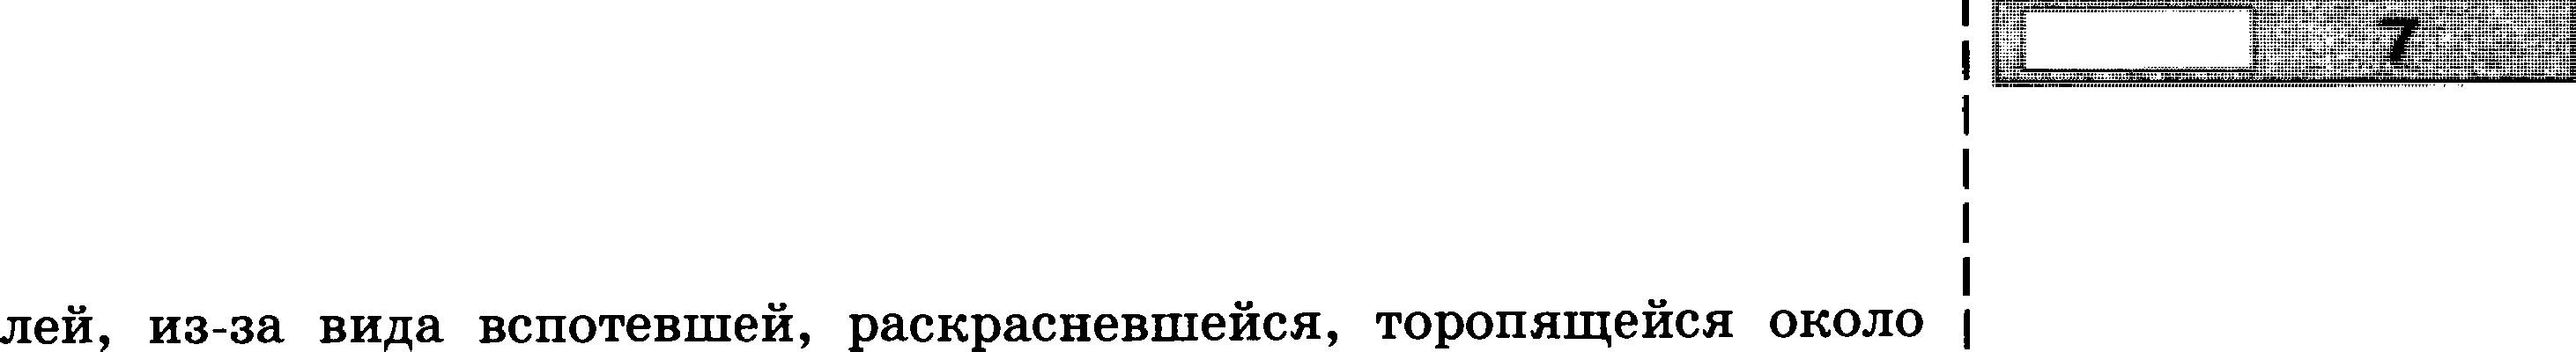 7
лей, из-за вида вспотевшей, раскрасневшейся, торопящейся около